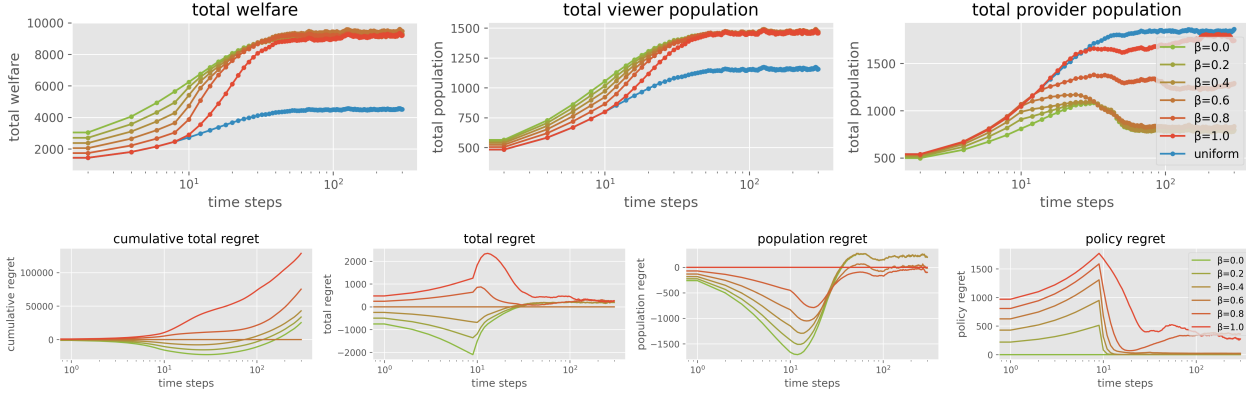 total welfare
total welfare
10000
8000
6000
4000
2000
10¹
10²
time steps
total viewer population
total population
1500
1250
1000
750
500
10¹
10²
time steps
total provider population
total population
1500
1000
500
10¹
10²
time steps
β=0.0
β=0.2
β=0.4
β=0.6
β=0.8
β=1.0
uniform
cumulative total regret
cumulative regret
100000
50000
0
10⁰
10¹
10²
time steps
total regret
total regret
2000
1000
0
−1000
−2000
10⁰
10¹
10²
time steps
population regret
population regret
0
−500
−1000
−1500
10⁰
10¹
10²
time steps
policy regret
policy regret
1500
1000
500
0
10⁰
10¹
10²
time steps
β=0.0
β=0.2
β=0.4
β=0.6
β=0.8
β=1.0